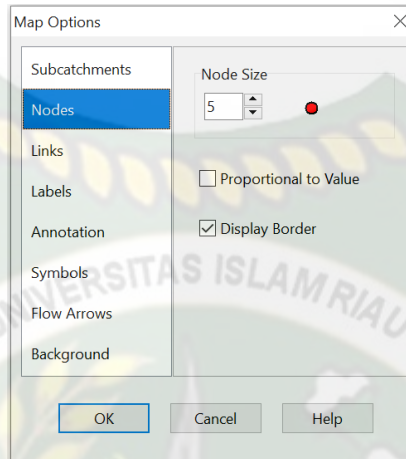 Map Options
Subcatchments
Nodes
Links
Labels
Annotation
Symbols
Flow Arrows
Background
Node Size
5
Proportional to Value
Display Border
UNIVERSITAS ISLAM RIAU
OK
Cancel
Help